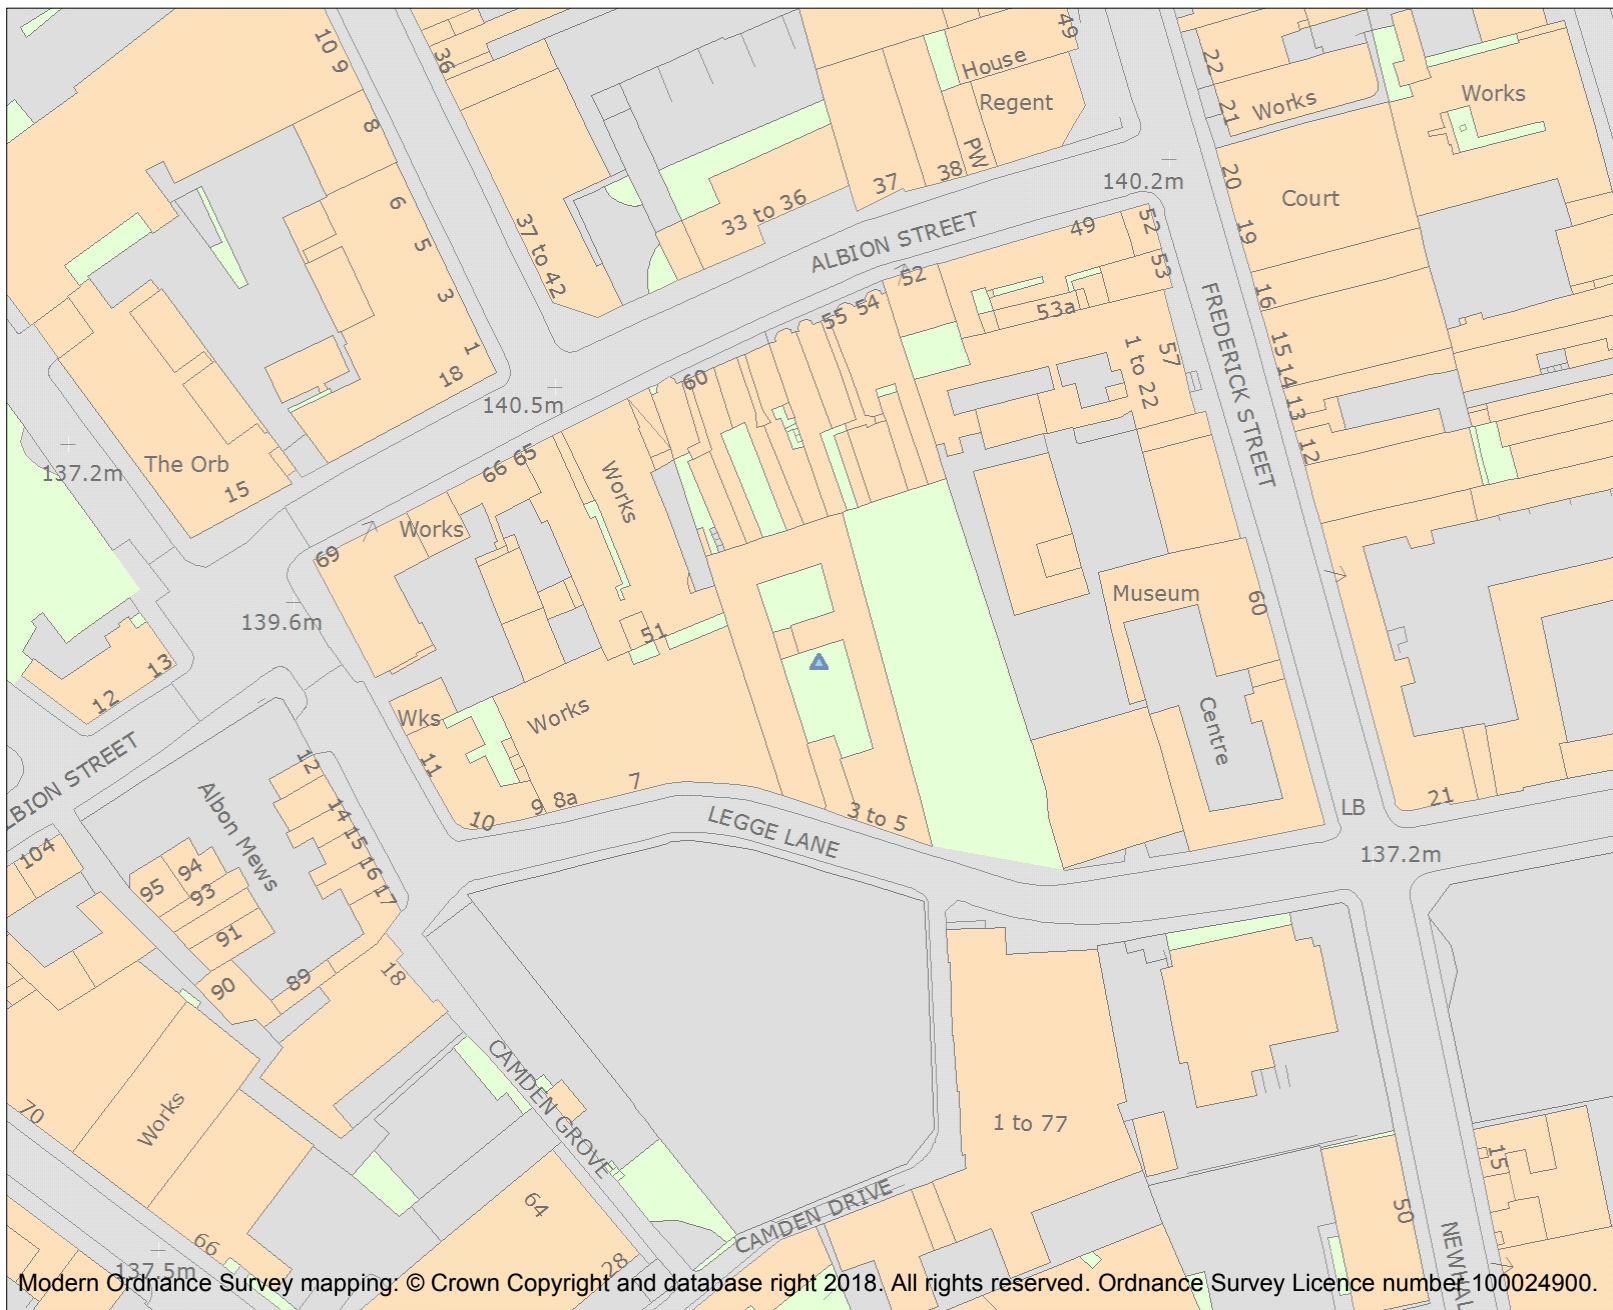 10 9
36
49
House
Regent
22
21
Works
Works
8
PW
37
38
140.2m
20
Court
6
33 to 36
5
37 to 42
ALBION STREET
49
52
19
52
53
3
53a
55 54
16
FREDERICK STREET
1
18
60
1 to 22
57
15
14
13
140.5m
12
137.2m
The Orb
15
66 65
Works
Works
69
Museum
60
139.6m
51
13
12
Wks
Works
Centre
ALBION STREET
11
12
7
9 8a
10
LEGGE LANE
3 to 5
LB
21
137.2m
Albon Mews
14
15
16
17
104
95
94
93
91
90
89
18
CAMDEN GROVE
70
Works
1 to 77
15
64
CAMDEN DRIVE
50
66
28
137.5m
Modern Ordnance Survey mapping: © Crown Copyright and database right 2018. All rights reserved. Ordnance Survey Licence number 100024900.